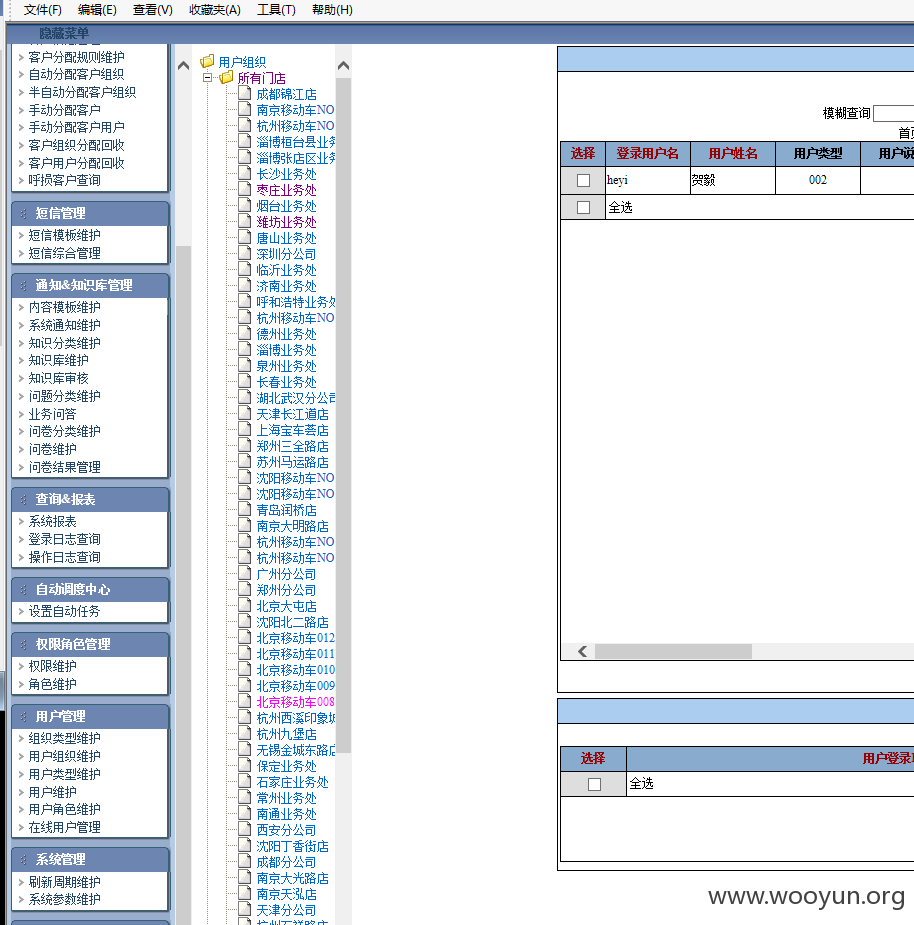 文件(F) 编辑(E) 查看(V) 收藏夹(A) 工具(T) 帮助(H)
隐藏菜单
客户分配规则维护
自动分配客户组织
半自动分配客户组织
手动分配客户
手动分配客户用户
客户组织分配回收
客户用户分配回收
呼损客户查询
短信管理
短信模板维护
短信综合管理
通知&知识库管理
内容模板维护
系统通知维护
知识分类维护
知识库维护
知识库审核
问题分类维护
业务问答
问卷分类维护
问卷维护
问卷结果管理
查询&报表
系统报表
登录日志查询
操作日志查询
自动调度中心
设置自动任务
权限角色管理
权限维护
角色维护
用户管理
组织类型维护
用户组织维护
用户类型维护
用户维护
用户角色维护
在线用户管理
系统管理
刷新周期维护
系统参数维护
用户组织
所有门店
成都锦江店
南京移动车NO
杭州移动车NO
淄博桓台县业务
淄博张店区业务
长沙业务处
枣庄业务处
烟台业务处
潍坊业务处
唐山业务处
深圳分公司
临沂业务处
济南业务处
呼和浩特业务处
杭州移动车NO
德州业务处
淄博业务处
泉州业务处
长春业务处
湖北武汉分公司
天津长江道店
上海宝车荟店
郑州三全路店
苏州马运路店
沈阳移动车NO
沈阳移动车NO
青岛润桥店
南京大明路店
杭州移动车NO
杭州移动车NO
广州分公司
郑州分公司
北京大屯店
沈阳北二路店
北京移动车012
北京移动车011
北京移动车010
北京移动车009
北京移动车008
杭州西溪印象城
杭州九堡店
无锡金城东路店
保定业务处
石家庄业务处
常州业务处
南通业务处
西安分公司
沈阳丁香街店
成都分公司
南京大光路店
南京天泓店
天津分公司
杭州石祥路店
模糊查询
首页
选择 登录用户名 用户姓名 用户类型 用户说
heyi 贺毅 002
全选
选择 用户登录
全选
www.wooyun.org